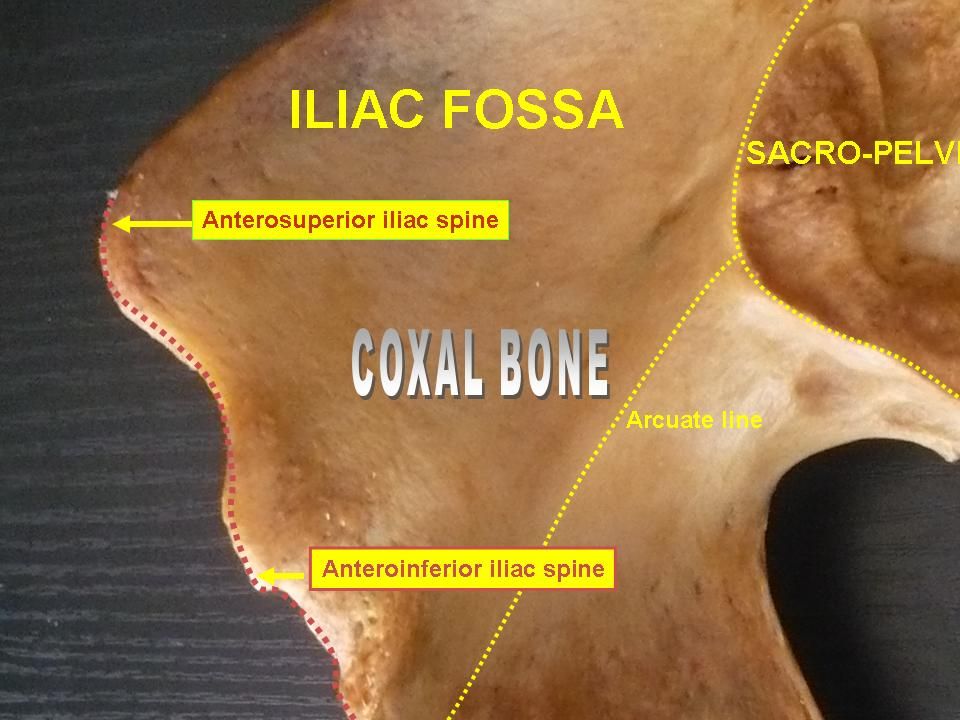 ILIAC FOSSA
SACRO-PELVI
Anterosuperior iliac spine
COXAL BONE
Arcuate line
Anteroinferior iliac spine